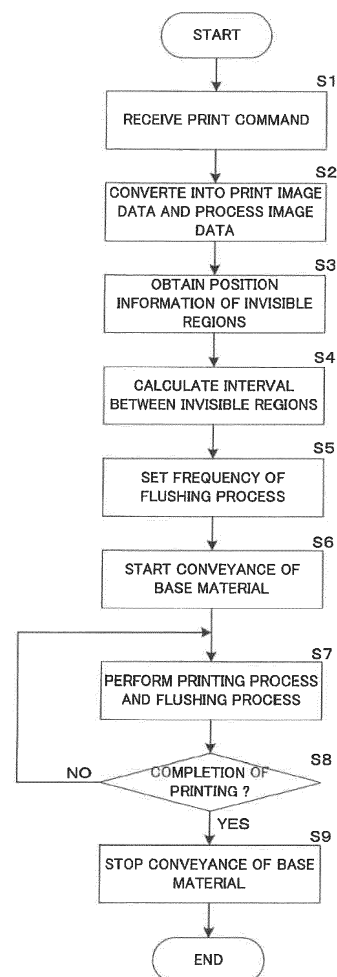 START
S1
RECEIVE PRINT COMMAND
S2
CONVERTE INTO PRINT IMAGE
DATA AND PROCESS IMAGE
DATA
S3
OBTAIN POSITION
INFORMATION OF INVISIBLE
REGIONS
S4
CALCULATE INTERVAL
BETWEEN INVISIBLE REGIONS
S5
SET FREQUENCY OF
FLUSHING PROCESS
S6
START CONVEYANCE OF
BASE MATERIAL
S7
PERFORM PRINTING PROCESS
AND FLUSHING PROCESS
S8
COMPLETION OF
PRINTING ?
NO
YES
S9
STOP CONVEYANCE OF BASE
MATERIAL
END